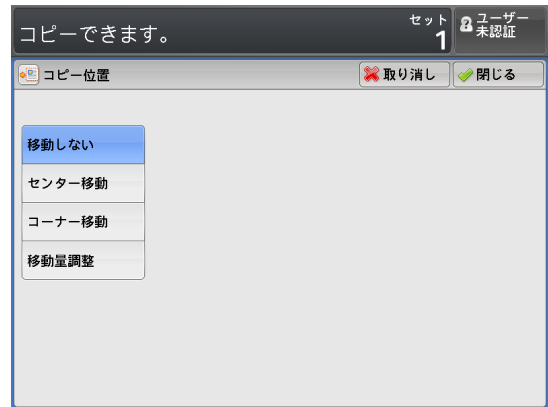 コピーできます。
セット
1
ユーザー
未認証
コピー位置
取り消し
閉じる
移動しない
センター移動
コーナー移動
移動量調整